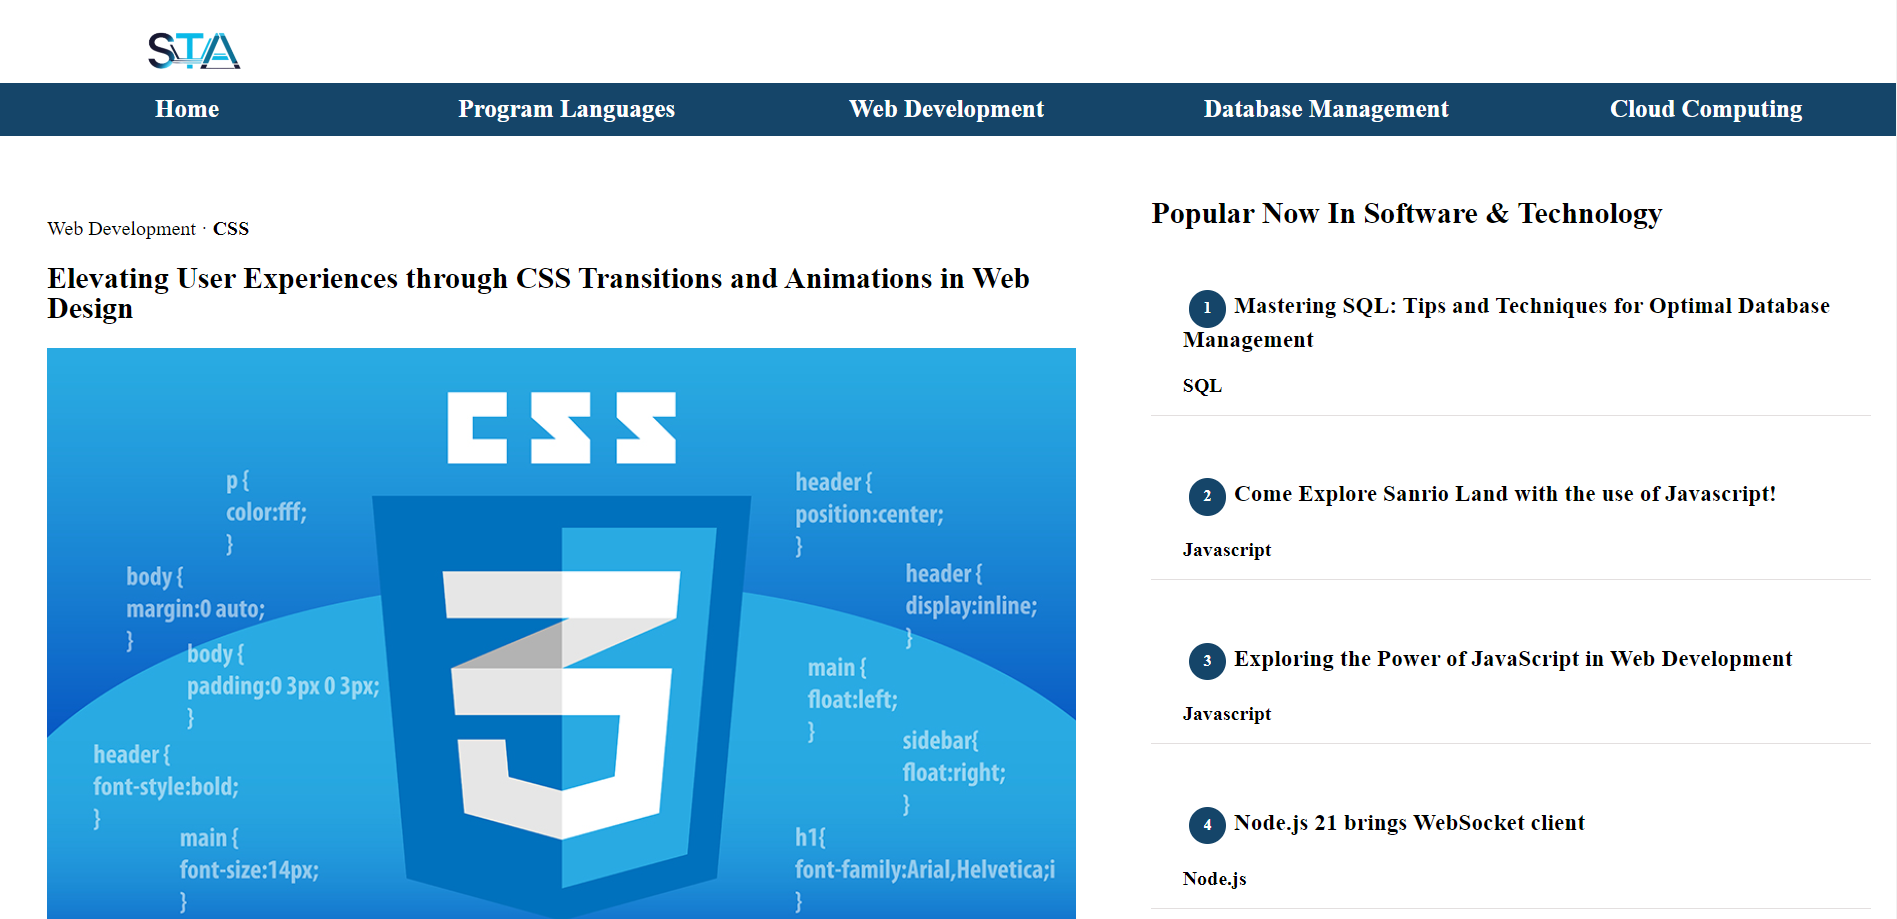 STA
Home Program Languages Web Development Database Management Cloud Computing
Web Development · CSS
Elevating User Experiences through CSS Transitions and Animations in Web
Design
CSS
3
p {
color:fff;
}
body {
margin:0 auto;
}
body {
padding:0 3px 0 3px;
}
header {
font-style:bold;
}
main {
font-size:14px;
}
header {
position:center;
}
header {
display:inline;
}
main {
float:left;
}
sidebar{
float:right;
}
h1{
font-family:Arial,Helvetica;i
}
Popular Now In Software & Technology
1 Mastering SQL: Tips and Techniques for Optimal Database
Management
SQL
2 Come Explore Sanrio Land with the use of Javascript!
Javascript
3 Exploring the Power of JavaScript in Web Development
Javascript
4 Node.js 21 brings WebSocket client
Node.js